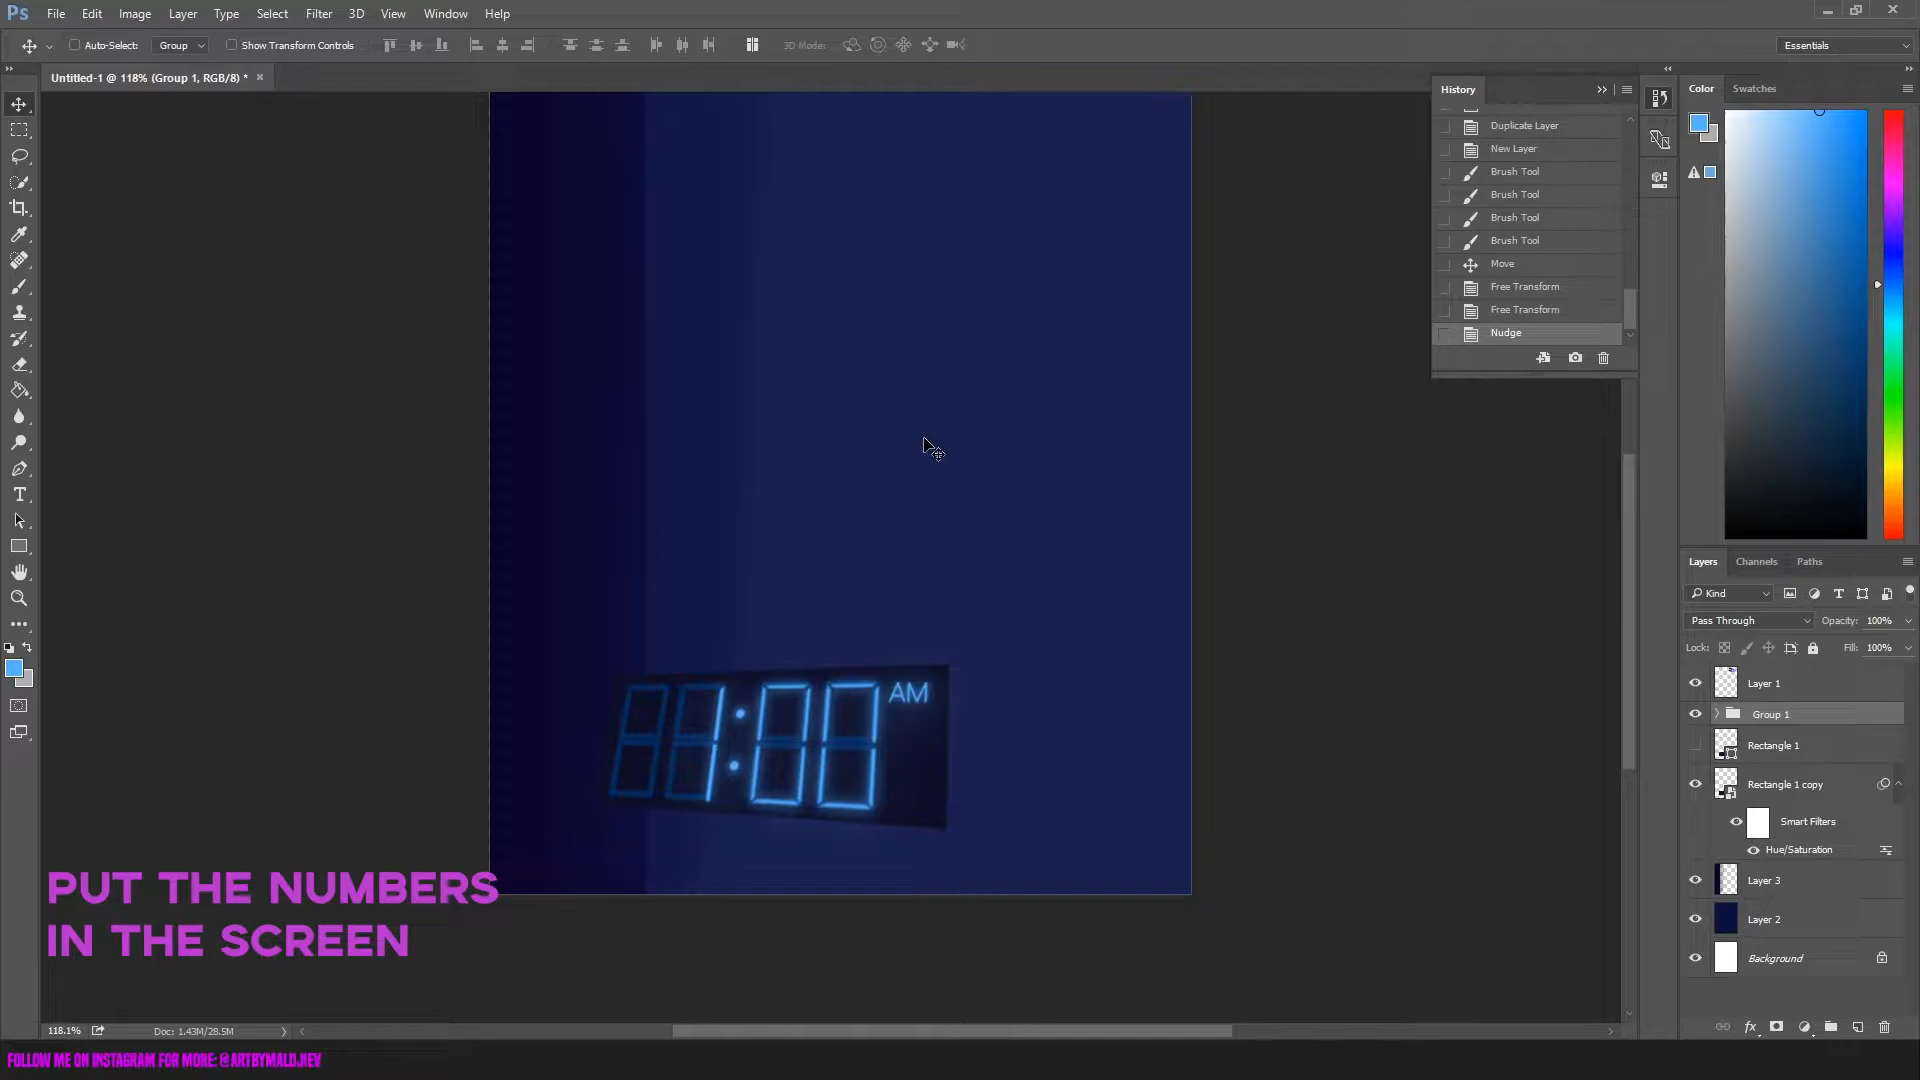 Ps File Edit Image Layer Type Select Filter 3D View Window Help
Auto-Select: Group Show Transform Controls 3D Mode: Essentials
Untitled-1 @ 118% (Group 1, RGB/8) * ×
History
Duplicate Layer
New Layer
Brush Tool
Brush Tool
Brush Tool
Brush Tool
Move
Free Transform
Free Transform
Nudge
Color Swatches
Layers Channels Paths
Kind
Pass Through Opacity: 100%
Lock: Fill: 100%
Layer 1
Group 1
Rectangle 1
Rectangle 1 copy
Smart Filters
Hue/Saturation
Layer 3
Layer 2
Background
1:00 AM
PUT THE NUMBERS
IN THE SCREEN
118.1% Doc: 1.43M/28.5M
FOLLOW ME ON INSTAGRAM FOR MORE: @ARTBYMALDJIEV